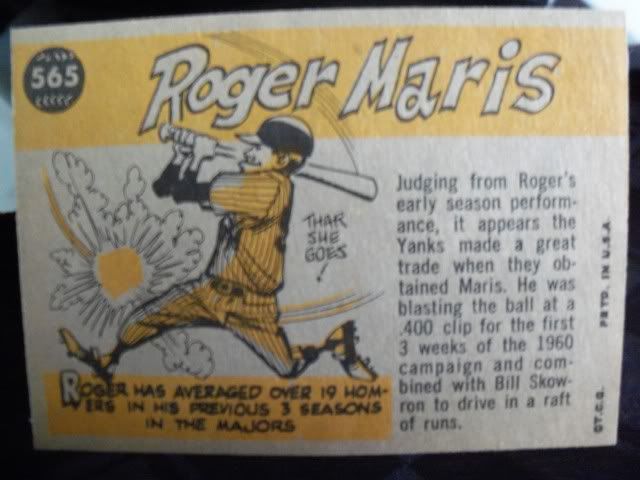 565
Roger Maris
THAR
SHE
GOES
!
Judging from Roger's
early season perform-
ance, it appears the
Yanks made a great
trade when they ob-
tained Maris. He was
blasting the ball at a
.400 clip for the first
3 weeks of the 1960
campaign and com-
bined with Bill Skow-
ron to drive in a raft
of runs.
ROGER HAS AVERAGED OVER 19 HOM-
ERS IN HIS PREVIOUS 3 SEASONS
IN THE MAJORS
©T.C.G.
PRTD. IN U.S.A.